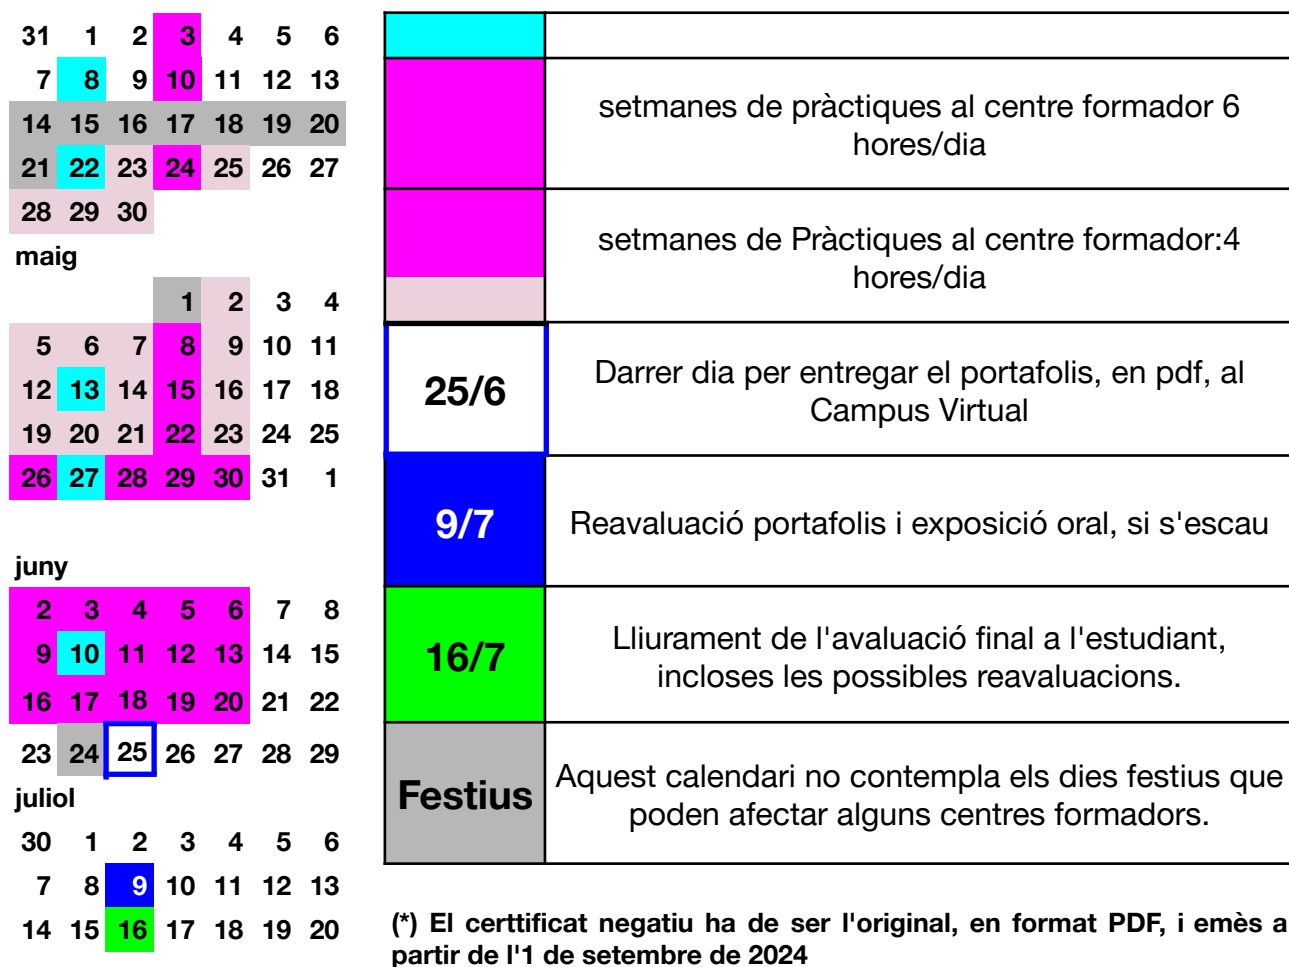 31 1 2 3 4 5 6
7 8 9 10 11 12 13
14 15 16 17 18 19 20
21 22 23 24 25 26 27
28 29 30
maig
1 2 3 4
5 6 7 8 9 10 11
12 13 14 15 16 17 18
19 20 21 22 23 24 25
26 27 28 29 30 31 1
juny
2 3 4 5 6 7 8
9 10 11 12 13 14 15
16 17 18 19 20 21 22
23 24 25 26 27 28 29
juliol
30 1 2 3 4 5 6
7 8 9 10 11 12 13
14 15 16 17 18 19 20
setmanes de pràctiques al centre formador 6
hores/dia
setmanes de Pràctiques al centre formador:4
hores/dia
25/6
Darrer dia per entregar el portafolis, en pdf, al
Campus Virtual
9/7
Reavaluació portafolis i exposició oral, si s'escau
16/7
Lliurament de l'avaluació final a l'estudiant,
incloses les possibles reavaluacions.
Festius
Aquest calendari no contempla els dies festius que
poden afectar alguns centres formadors.
(*) El certtificat negatiu ha de ser l'original, en format PDF, i emès a
partir de l'1 de setembre de 2024